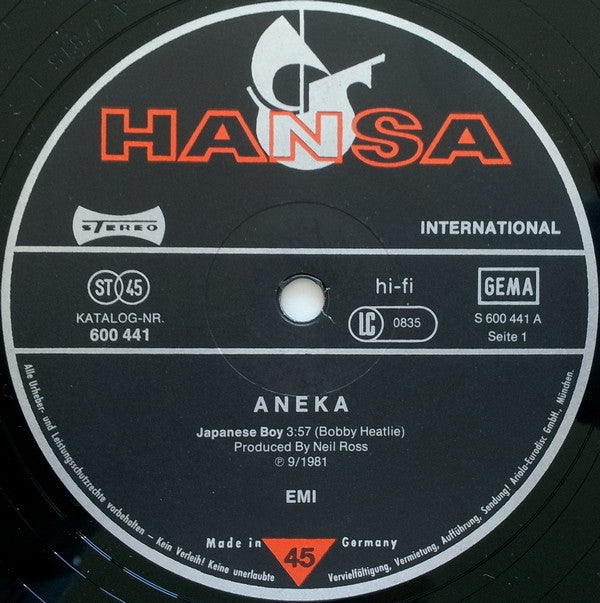 HANSA
STEREO
INTERNATIONAL
ST 45
KATALOG-NR.
600 441
hi-fi
LC 0835
GEMA
S 600 441 A
Seite 1
ANEKA
Japanese Boy 3:57 (Bobby Heatlie)
Produced By Neil Ross
℗ 9/1981
EMI
Made in Germany
45
Alle Urheber- und Leistungsschutzrechte vorbehalten – Kein Verleih! Keine unerlaubte Vervielfältigung, Vermietung, Aufführung, Sendung! Ariola-Eurodisc GmbH, München.